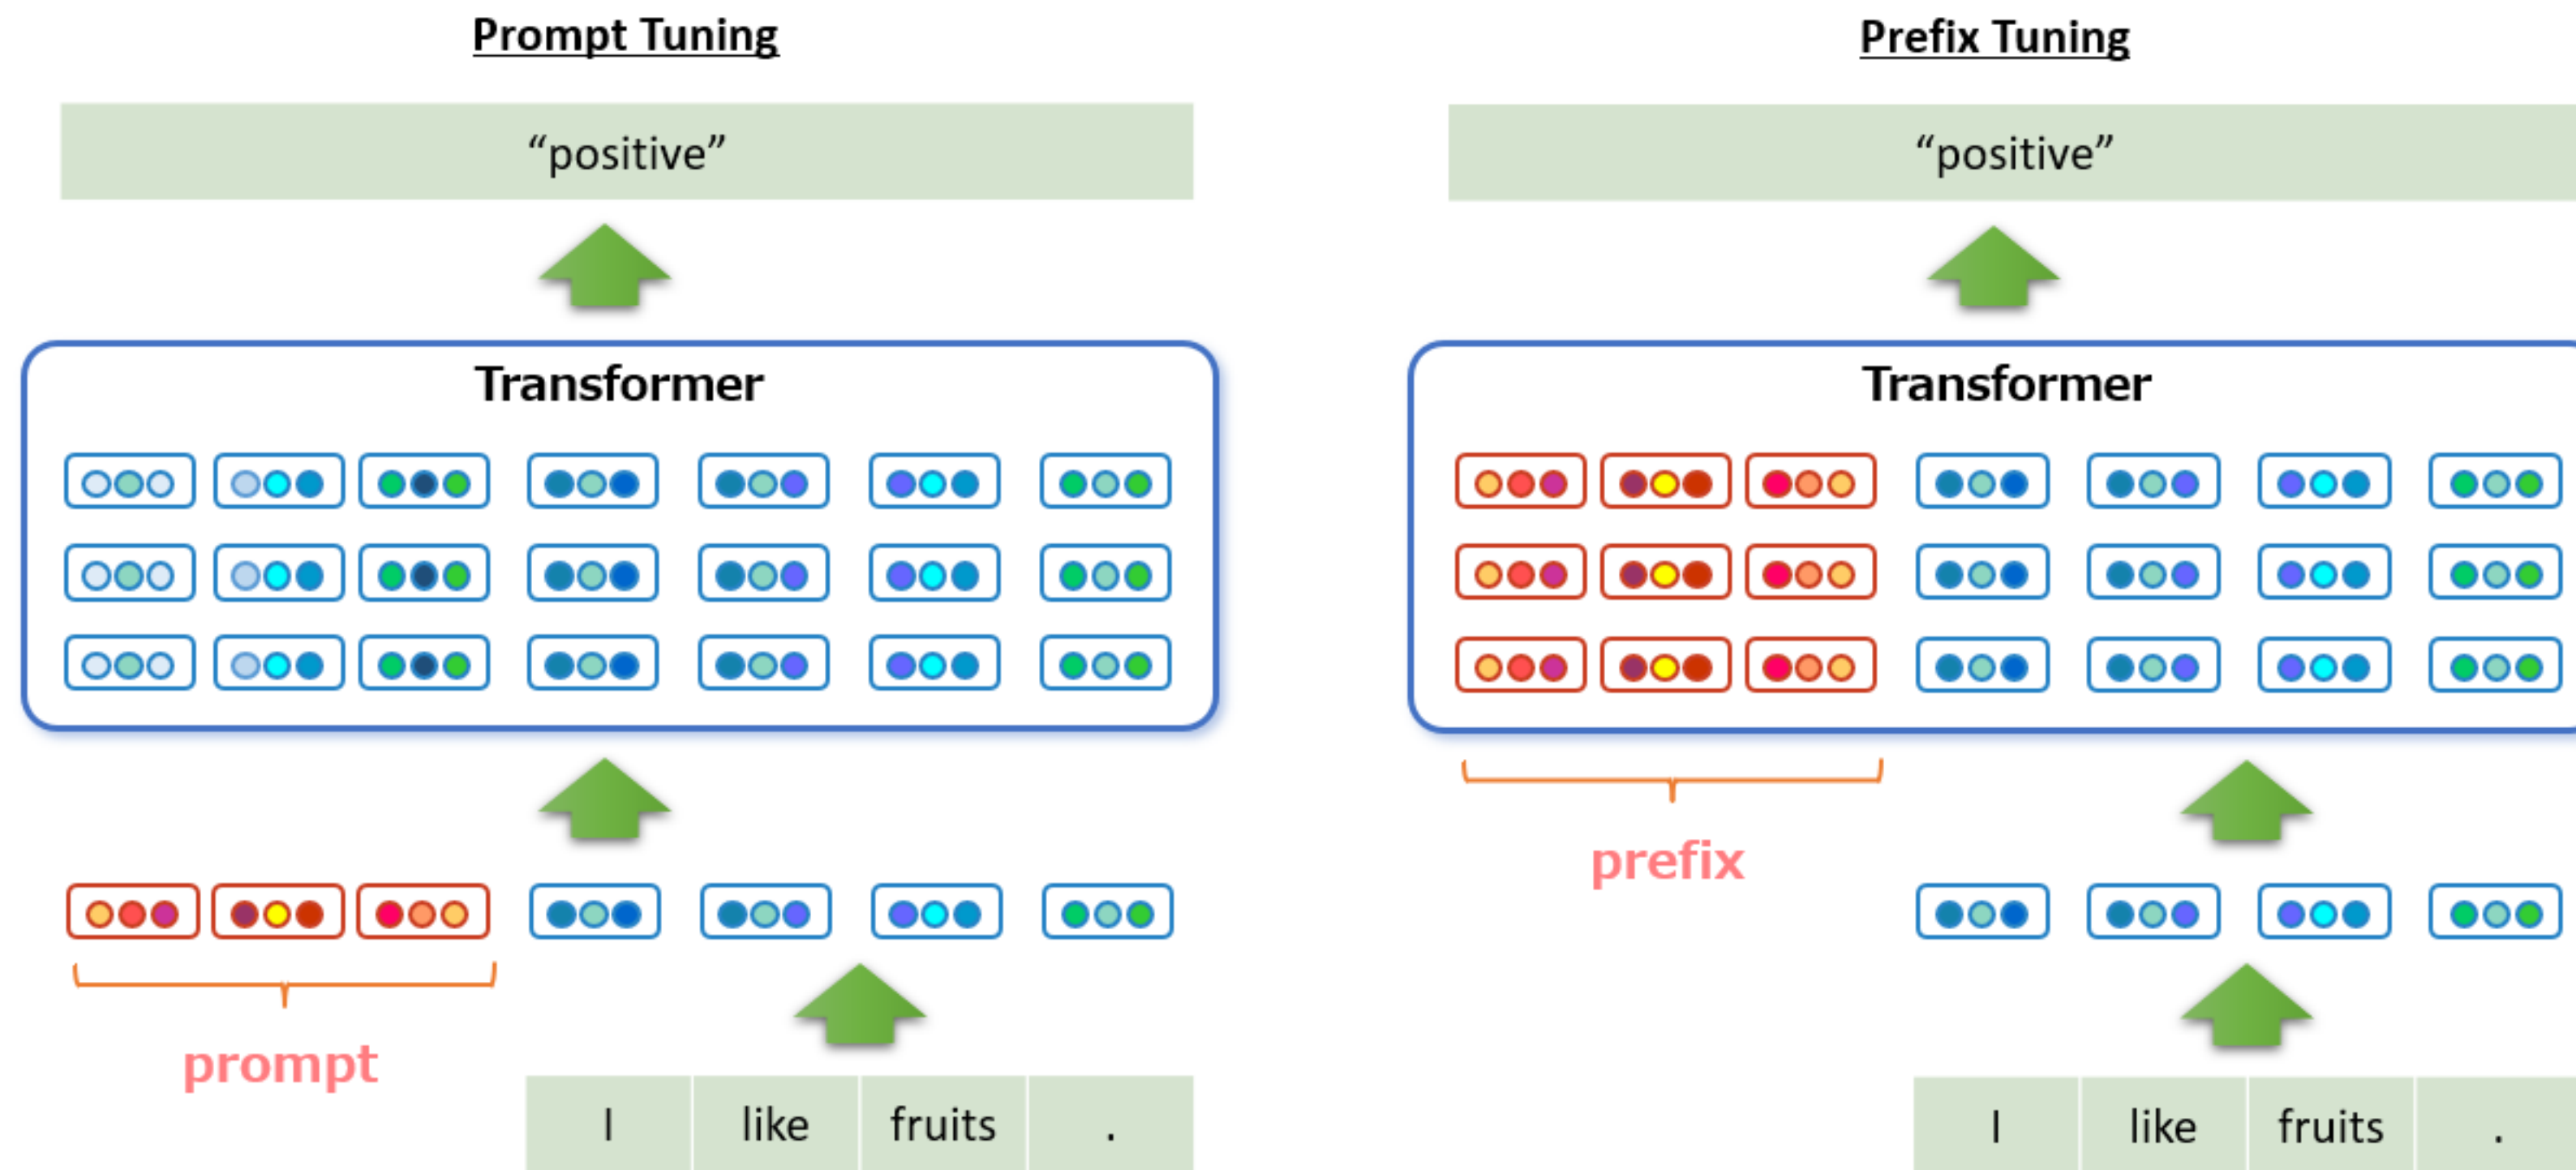 Prompt Tuning
“positive”
Transformer
prompt
I like fruits .
Prefix Tuning
“positive”
Transformer
prefix
I like fruits .